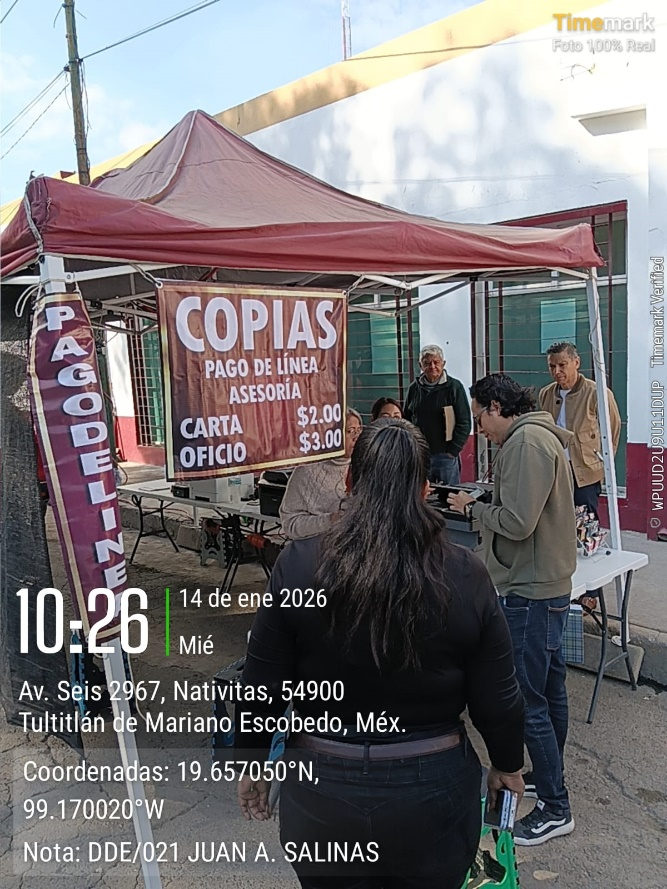 Timemark
Foto 100% Real
COPIAS
PAGO DE LÍNEA
ASESORÍA
CARTA $2.00
OFICIO $3.00
PAGODELINE
10:26
14 de ene 2026
Mié
Av. Seis 2967, Nativitas, 54900
Tultitlán de Mariano Escobedo, Méx.
Coordenadas: 19.657050°N,
99.170020°W
Nota: DDE/021 JUAN A. SALINAS
© WPUUD2U9U11DUP Timemark Verified